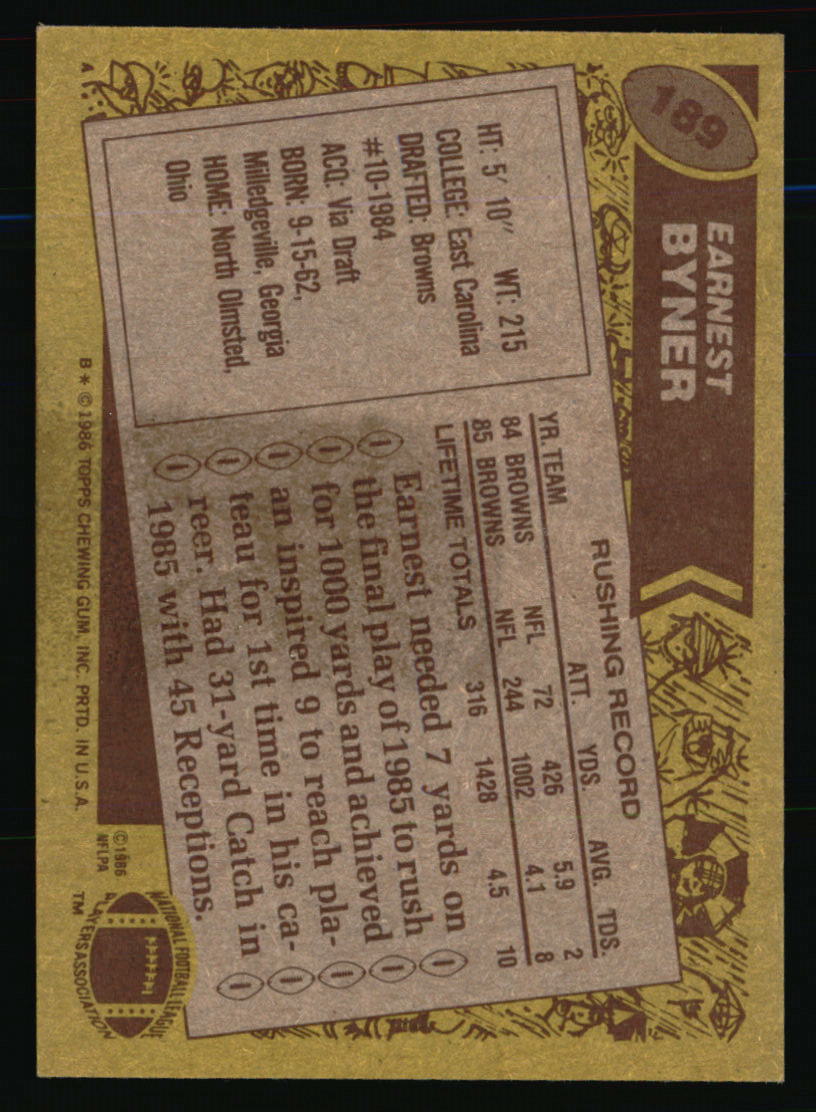 189
EARNEST
BYNER
HT: 5' 10" WT: 215
COLLEGE: East Carolina
DRAFTED: Browns
#10-1984
ACQ: Via Draft
BORN: 9-15-62,
Milledgeville, Georgia
HOME: North Olmsted,
Ohio
RUSHING RECORD
YR. TEAM ATT. YDS. AVG. TDS.
84 BROWNS NFL 72 426 5.9 2
85 BROWNS NFL 244 1002 4.1 8
LIFETIME TOTALS 316 1428 4.5 10
Earnest needed 7 yards on
the final play of 1985 to rush
for 1000 yards and achieved
an inspired 9 to reach pla-
teau for 1st time in his ca-
reer. Had 31-yard Catch in
1985 with 45 Receptions.
4
B * © 1986 TOPPS CHEWING GUM, INC. PRTD. IN U.S.A.
© 1986
NFLPA
NATIONAL FOOTBALL LEAGUE
PLAYERS ASSOCIATION
TM